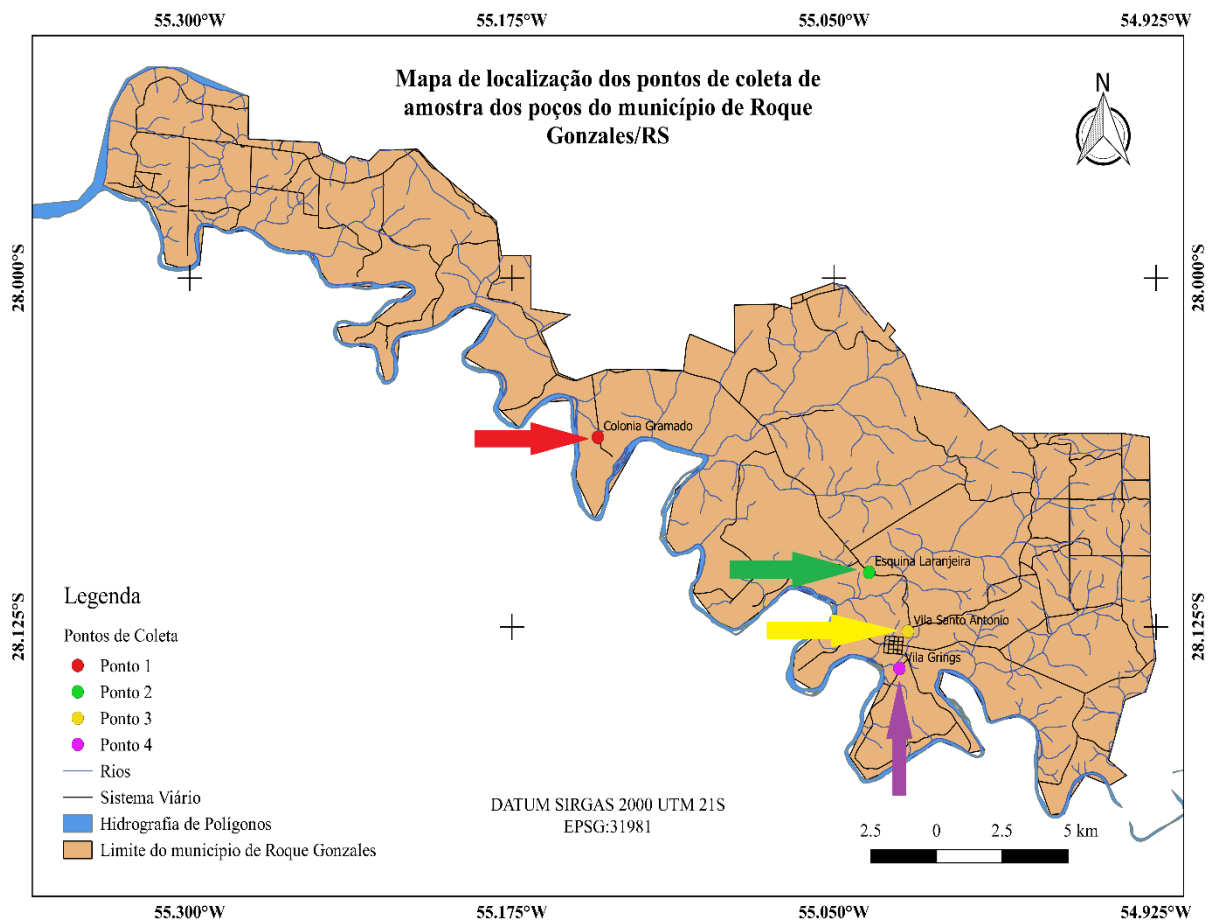 55.300°W 55.175°W 55.050°W 54.925°W
Mapa de localização dos pontos de coleta de
amostra dos poços do município de Roque
Gonzales/RS
N
28.000°S
28.000°S
Colonia Gramado
Esquina Laranjeira
Vila Santo Antonio
Vila Grings
28.125°S
28.125°S
Legenda
Pontos de Coleta
Ponto 1
Ponto 2
Ponto 3
Ponto 4
Rios
Sistema Viário
Hidrografia de Polígonos
Limite do município de Roque Gonzales
DATUM SIRGAS 2000 UTM 21S
EPSG:31981
2.5 0 2.5 5 km
55.300°W 55.175°W 55.050°W 54.925°W